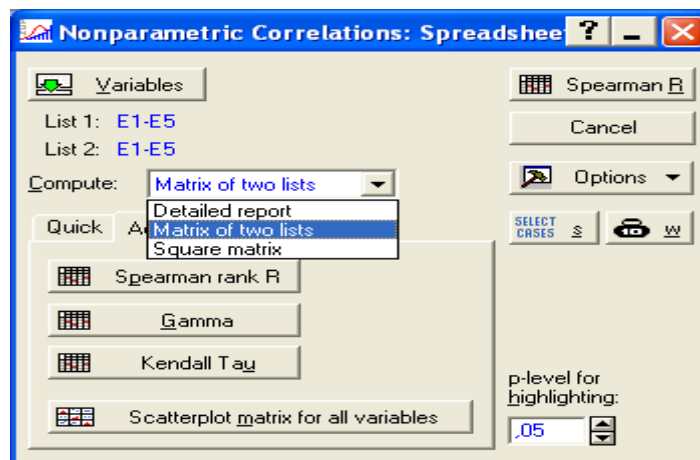 Nonparametric Correlations: Spreadshee
Variables
Spearman R
List 1: E1-E5
Cancel
List 2: E1-E5
Compute: Matrix of two lists
Options
Detailed report
Matrix of two lists
Square matrix
Quick
SELECT CASES S
W
Spearman rank R
Gamma
Kendall Tau
p-level for
highlighting:
Scatterplot matrix for all variables
,05